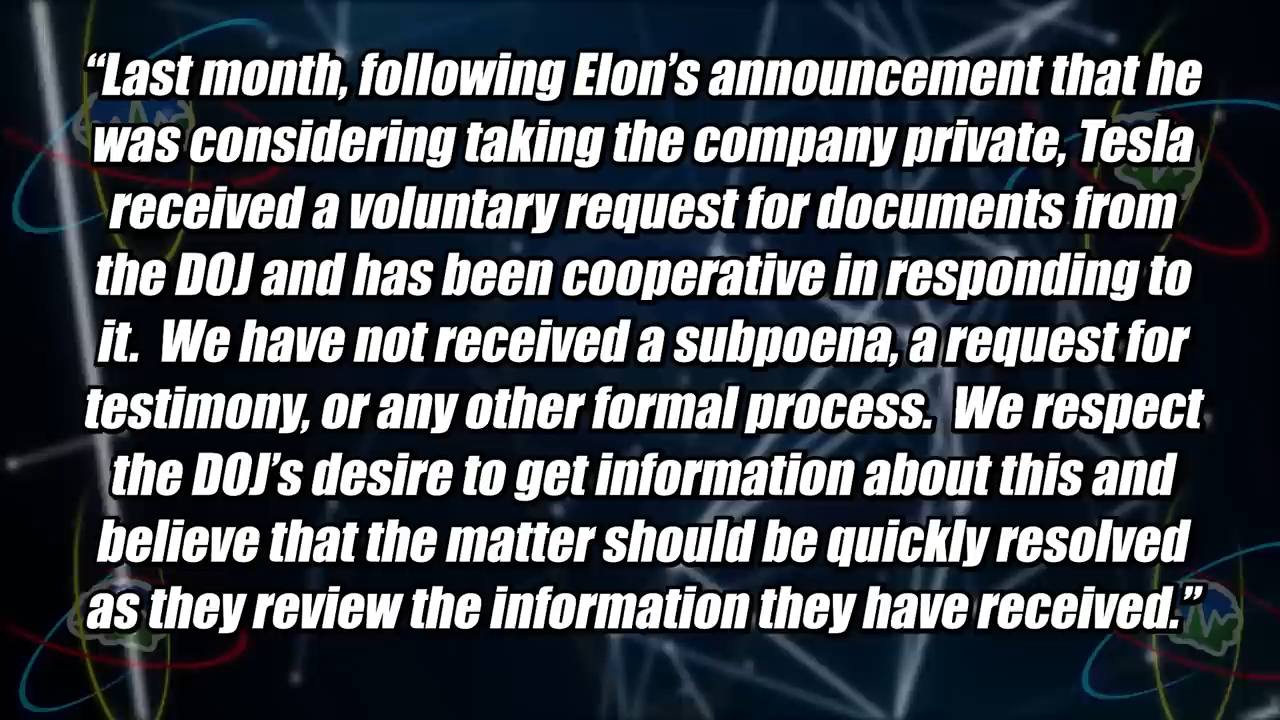 “Last month, following Elon’s announcement that he
was considering taking the company private, Tesla
received a voluntary request for documents from
the DOJ and has been cooperative in responding to
it.  We have not received a subpoena, a request for
testimony, or any other formal process.  We respect
the DOJ’s desire to get information about this and
believe that the matter should be quickly resolved
as they review the information they have received.”